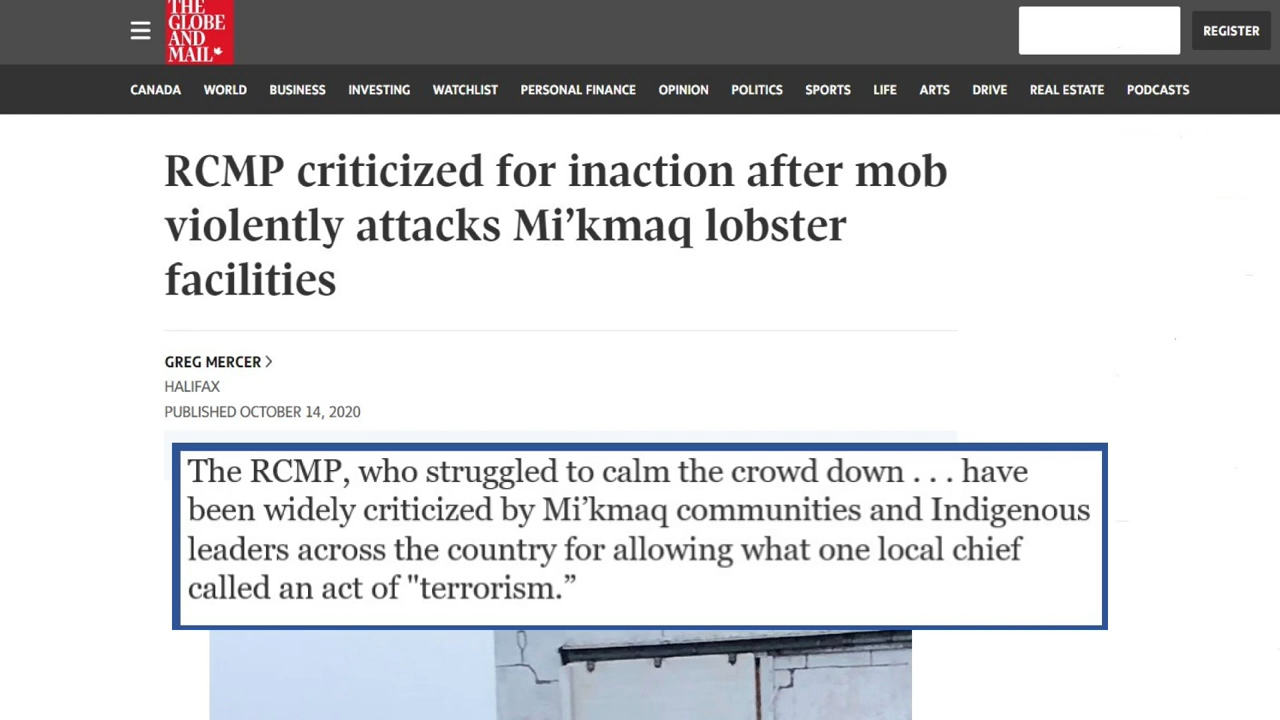 THE
GLOBE
AND
MAIL
REGISTER
CANADA WORLD BUSINESS INVESTING WATCHLIST PERSONAL FINANCE OPINION POLITICS SPORTS LIFE ARTS DRIVE REAL ESTATE PODCASTS
RCMP criticized for inaction after mob
violently attacks Mi’kmaq lobster
facilities
GREG MERCER >
HALIFAX
PUBLISHED OCTOBER 14, 2020
The RCMP, who struggled to calm the crowd down . . . have
been widely criticized by Mi’kmaq communities and Indigenous
leaders across the country for allowing what one local chief
called an act of "terrorism.”